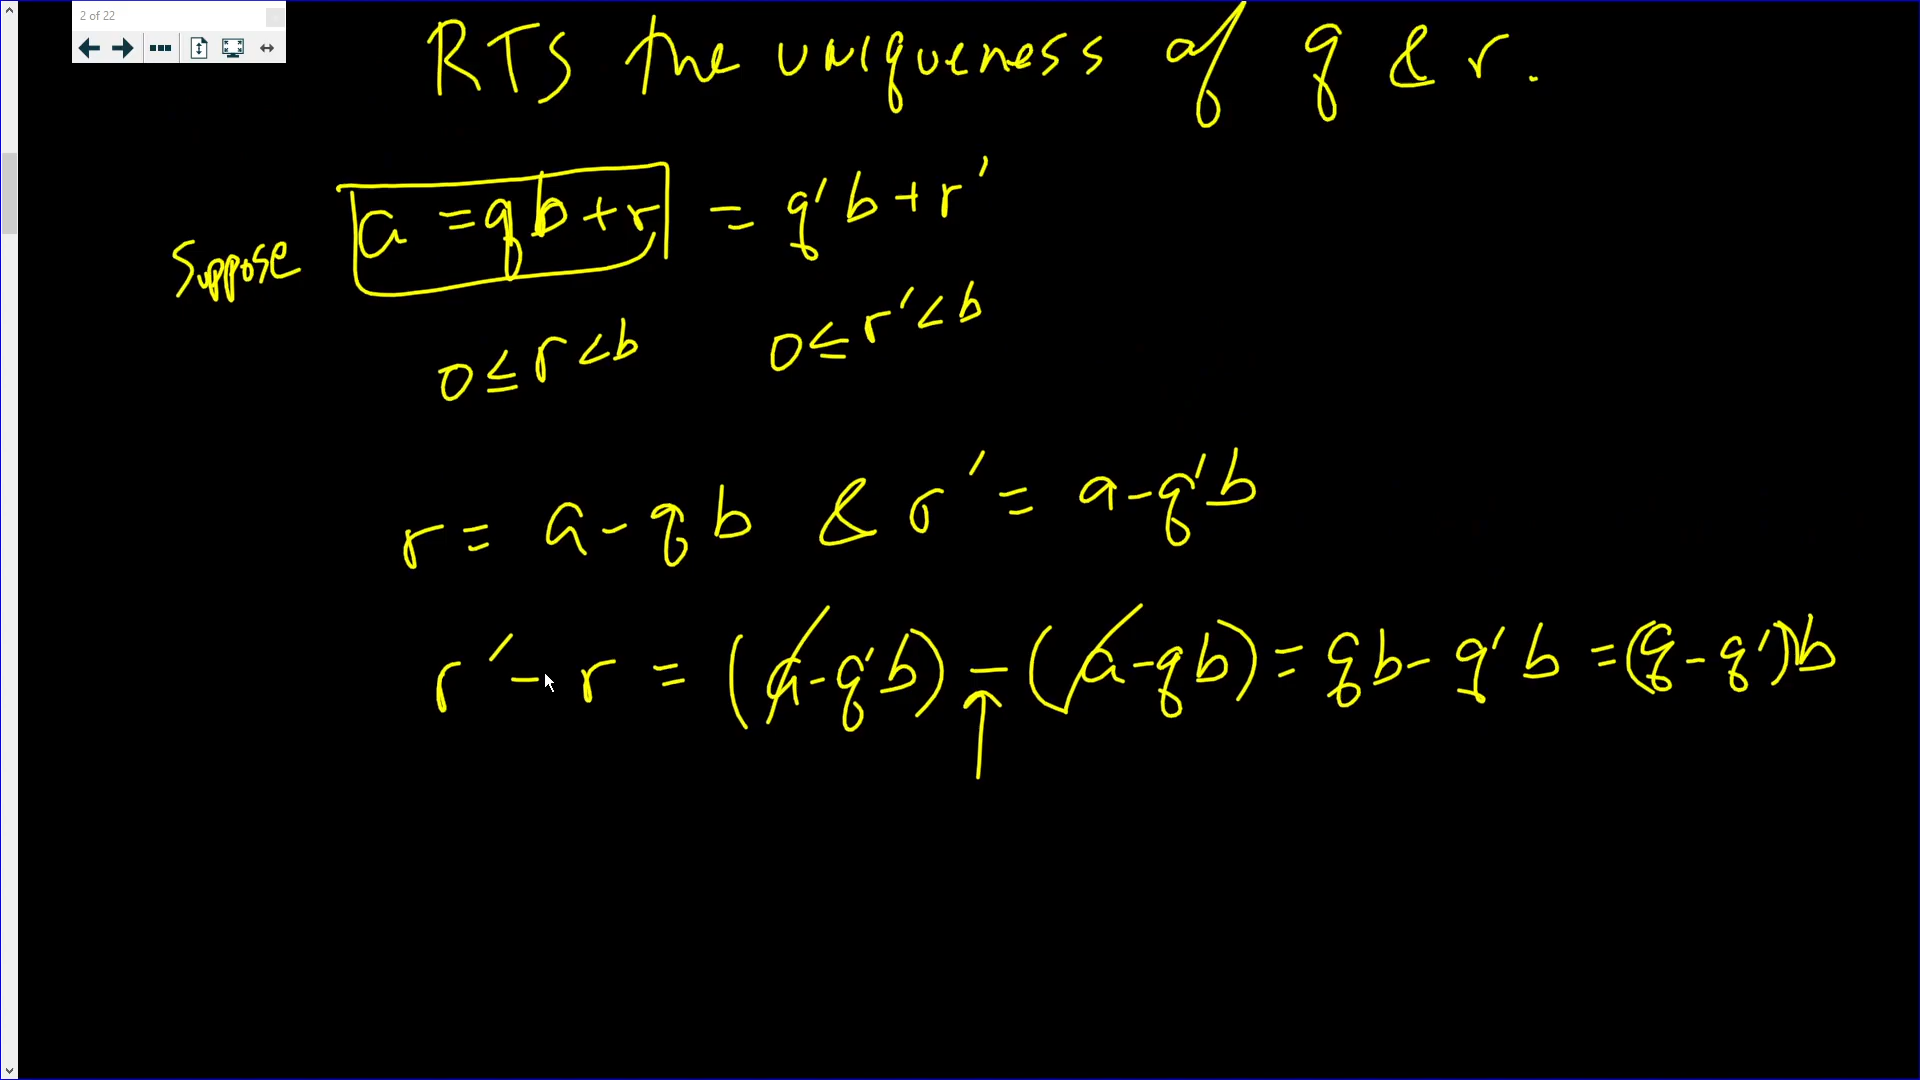 2 of 22
RTS the uniqueness of q & r.
Suppose a = qb + r = q'b + r'
0 ≤ r < b 0 ≤ r' < b
r = a - qb & r' = a - q'b
r' - r = (a - q'b) - (a - qb) = qb - q'b = (q - q')b